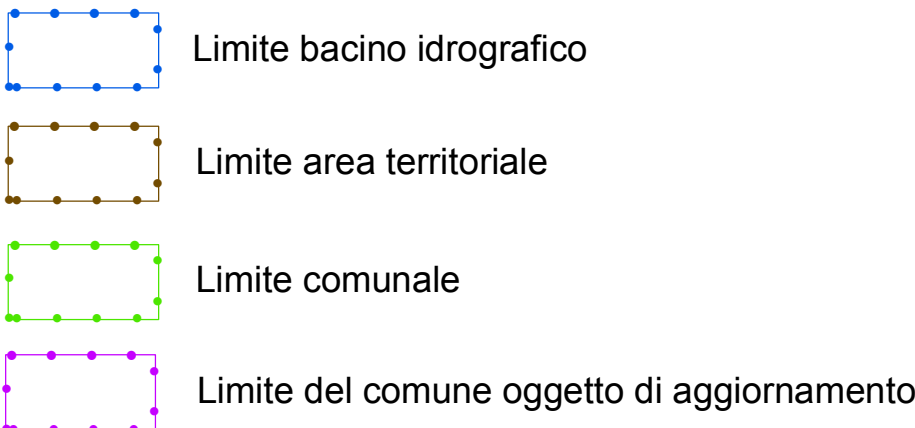 Limite bacino idrografico
Limite area territoriale
Limite comunale
Limite del comune oggetto di aggiornamento